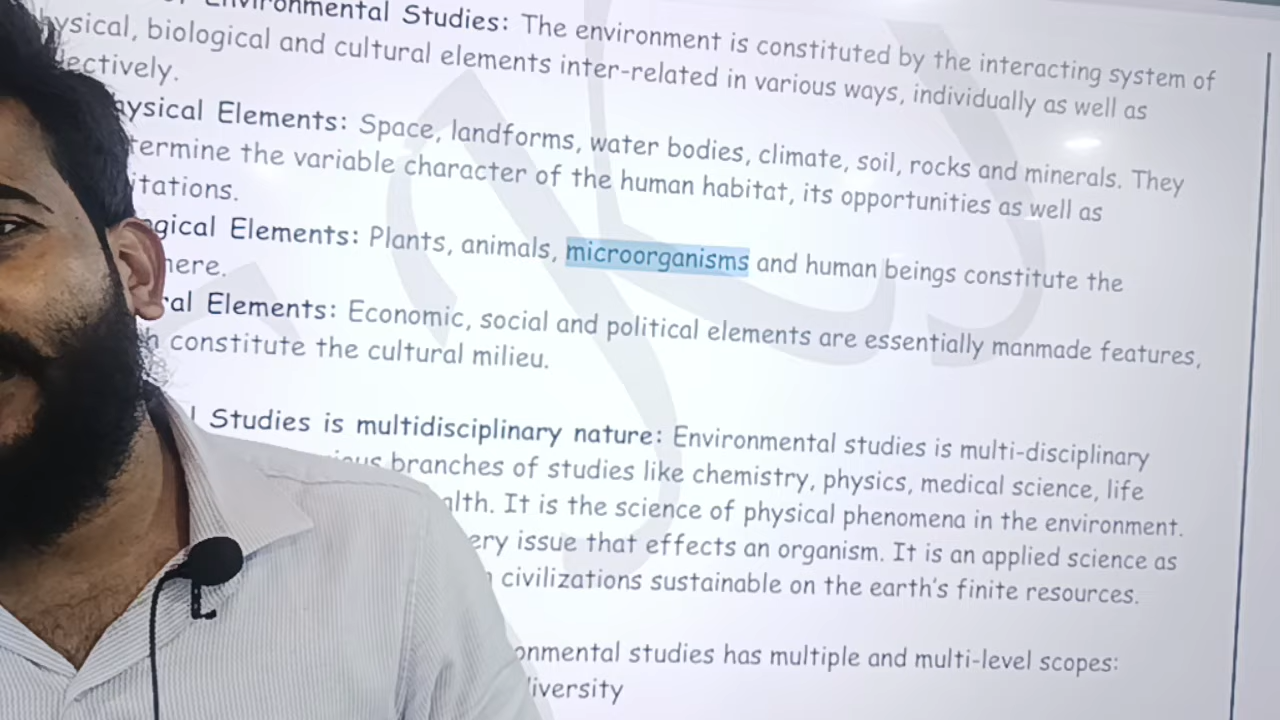 Environmental Studies: The environment is constituted by the interacting system of
physical, biological and cultural elements inter-related in various ways, individually as well as
ectively.
ysical Elements: Space, landforms, water bodies, climate, soil, rocks and minerals. They
termine the variable character of the human habitat, its opportunities as well as
itations.
gical Elements: Plants, animals, microorganisms and human beings constitute the
here.
al Elements: Economic, social and political elements are essentially manmade features,
h constitute the cultural milieu.
l Studies is multidisciplinary nature: Environmental studies is multi-disciplinary
ious branches of studies like chemistry, physics, medical science, life
alth. It is the science of physical phenomena in the environment.
ery issue that effects an organism. It is an applied science as
civilizations sustainable on the earth's finite resources.
onmental studies has multiple and multi-level scopes:
iversity